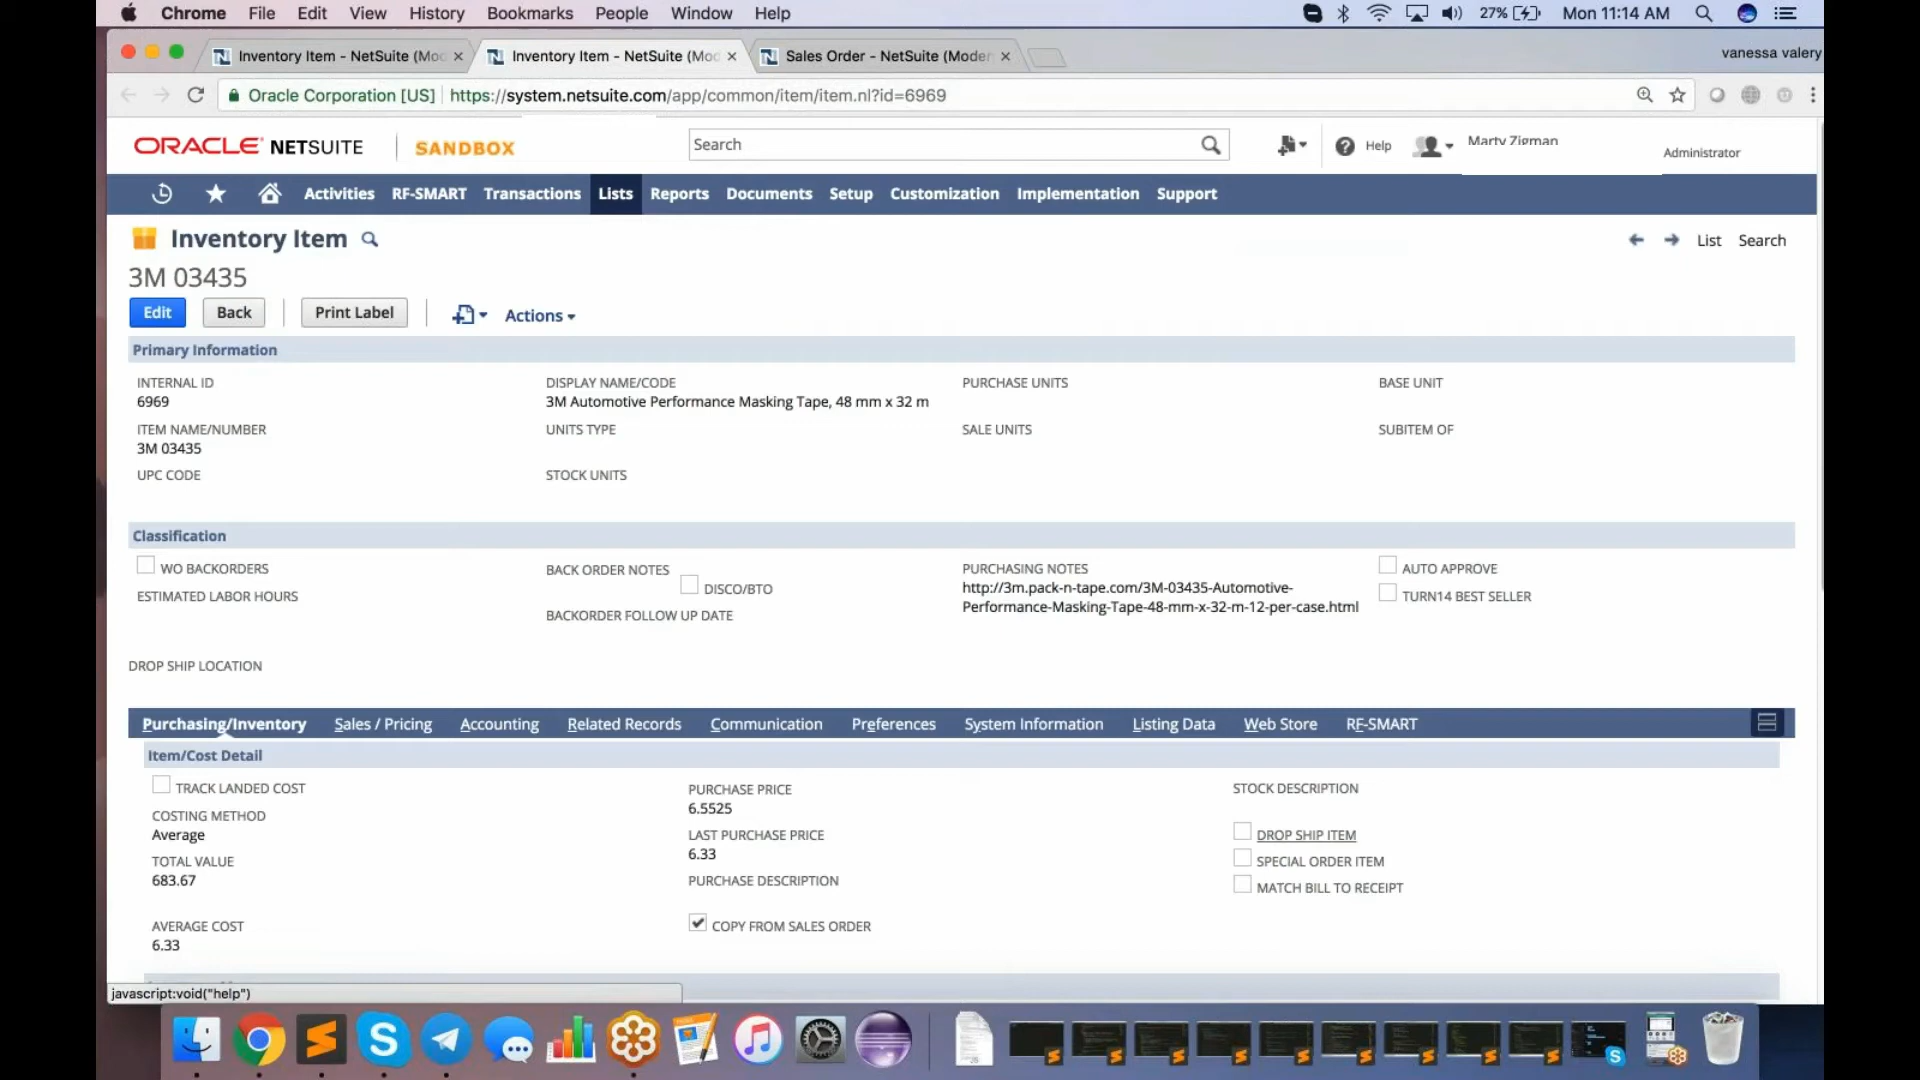 Chrome File Edit View History Bookmarks People Window Help 27% Mon 11:14 AM
Inventory Item - NetSuite (Mod Inventory Item - NetSuite (Mod Sales Order - NetSuite (Modern vanessa valery
Oracle Corporation [US] https://system.netsuite.com/app/common/item/item.nl?id=6969
ORACLE NETSUITE SANDBOX Search Help Marty Zigman Administrator
Activities RF-SMART Transactions Lists Reports Documents Setup Customization Implementation Support
Inventory Item List Search
3M 03435
Edit Back Print Label Actions
Primary Information
INTERNAL ID DISPLAY NAME/CODE PURCHASE UNITS BASE UNIT
6969 3M Automotive Performance Masking Tape, 48 mm x 32 m
ITEM NAME/NUMBER UNITS TYPE SALE UNITS SUBITEM OF
3M 03435
UPC CODE STOCK UNITS
Classification
WO BACKORDERS BACK ORDER NOTES PURCHASING NOTES AUTO APPROVE
DISCO/BTO http://3m.pack-n-tape.com/3M-03435-Automotive-
ESTIMATED LABOR HOURS TURN14 BEST SELLER
BACKORDER FOLLOW UP DATE Performance-Masking-Tape-48-mm-x-32-m-12-per-case.html
DROP SHIP LOCATION
Purchasing/Inventory Sales / Pricing Accounting Related Records Communication Preferences System Information Listing Data Web Store RF-SMART
Item/Cost Detail
TRACK LANDED COST PURCHASE PRICE STOCK DESCRIPTION
6.5525
COSTING METHOD
Average LAST PURCHASE PRICE DROP SHIP ITEM
6.33
TOTAL VALUE SPECIAL ORDER ITEM
683.67 PURCHASE DESCRIPTION MATCH BILL TO RECEIPT
AVERAGE COST COPY FROM SALES ORDER
6.33
javascript:void("help")